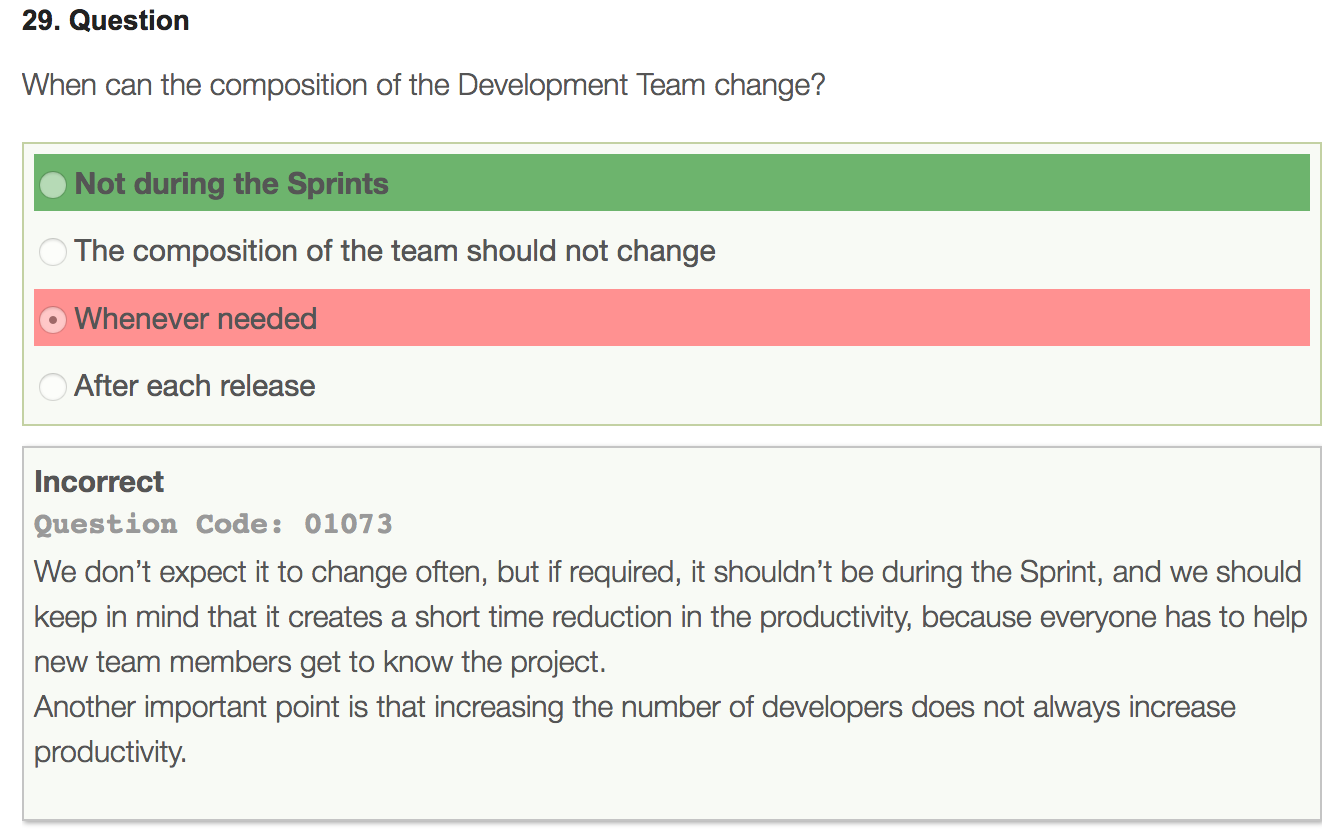 29. Question
When can the composition of the Development Team change?
Not during the Sprints
The composition of the team should not change
Whenever needed
After each release
Incorrect
Question Code: 01073
We don’t expect it to change often, but if required, it shouldn’t be during the Sprint, and we should
keep in mind that it creates a short time reduction in the productivity, because everyone has to help
new team members get to know the project.
Another important point is that increasing the number of developers does not always increase
productivity.